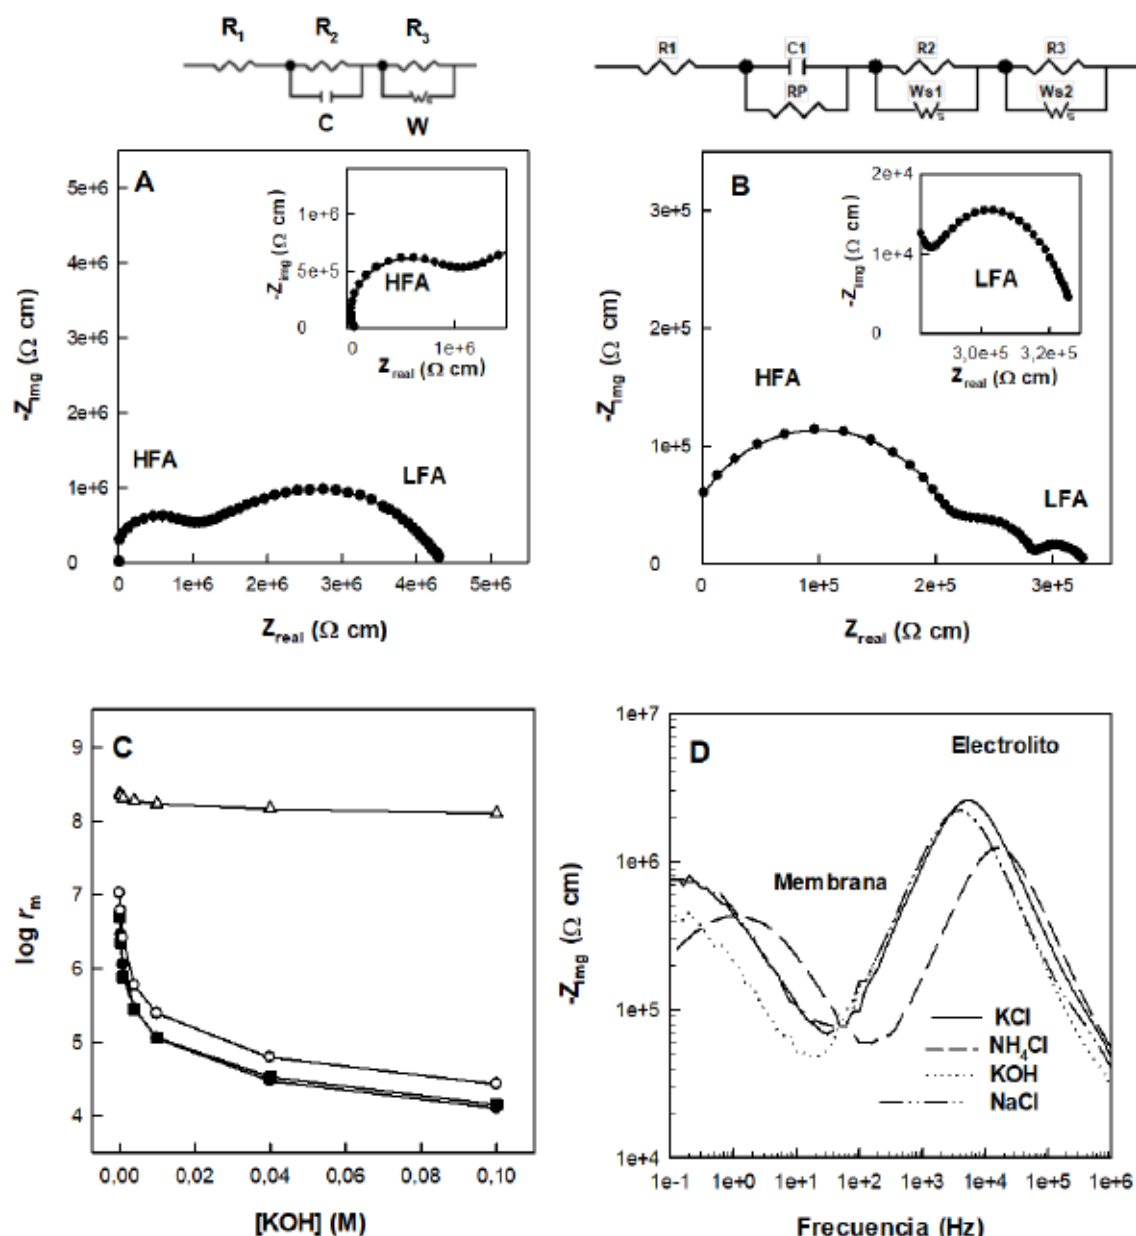 R1 R2 R3
C W
R1 C1 R2 R3
RP Ws1 Ws2
A
5e+6
4e+6
3e+6
2e+6
1e+6
0
-Zimg (Ω cm)
HFA
LFA
0 1e+6 2e+6 3e+6 4e+6 5e+6
Zreal (Ω cm)
1e+6
5e+5
0
-Zimg (Ω cm)
HFA
0 1e+6
Zreal (Ω cm)
B
3e+5
2e+5
1e+5
0
-Zimg (Ω cm)
HFA
LFA
0 1e+5 2e+5 3e+5
Zreal (Ω cm)
2e+4
1e+4
0
-Zimg (Ω cm)
LFA
3,0e+5 3,2e+5
Zreal (Ω cm)
C
9
8
7
6
5
4
log rm
0,00 0,02 0,04 0,06 0,08 0,10
[KOH] (M)
D
1e+7
1e+6
1e+5
1e+4
-Zimg (Ω cm)
Electrolito
Membrana
KCl
NH4Cl
KOH
NaCl
1e-1 1e+0 1e+1 1e+2 1e+3 1e+4 1e+5 1e+6
Frecuencia (Hz)